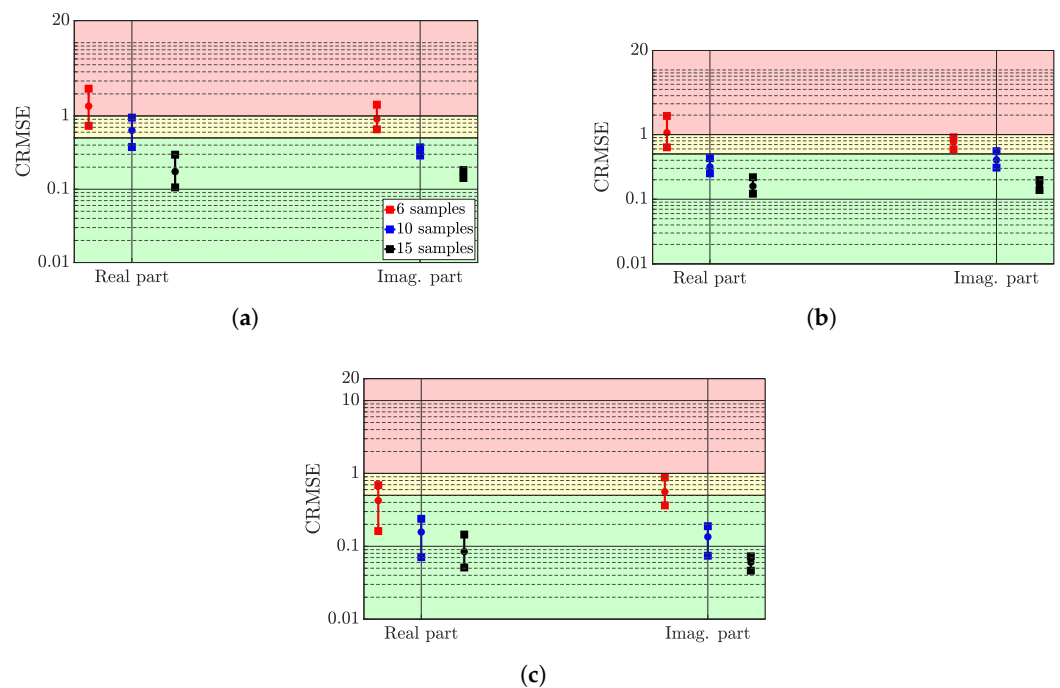 20
1
0.1
0.01
CRMSE
6 samples
10 samples
15 samples
Real part
Imag. part
(a)
20
1
0.1
0.01
CRMSE
Real part
Imag. part
(b)
20
10
1
0.1
0.01
CRMSE
Real part
Imag. part
(c)